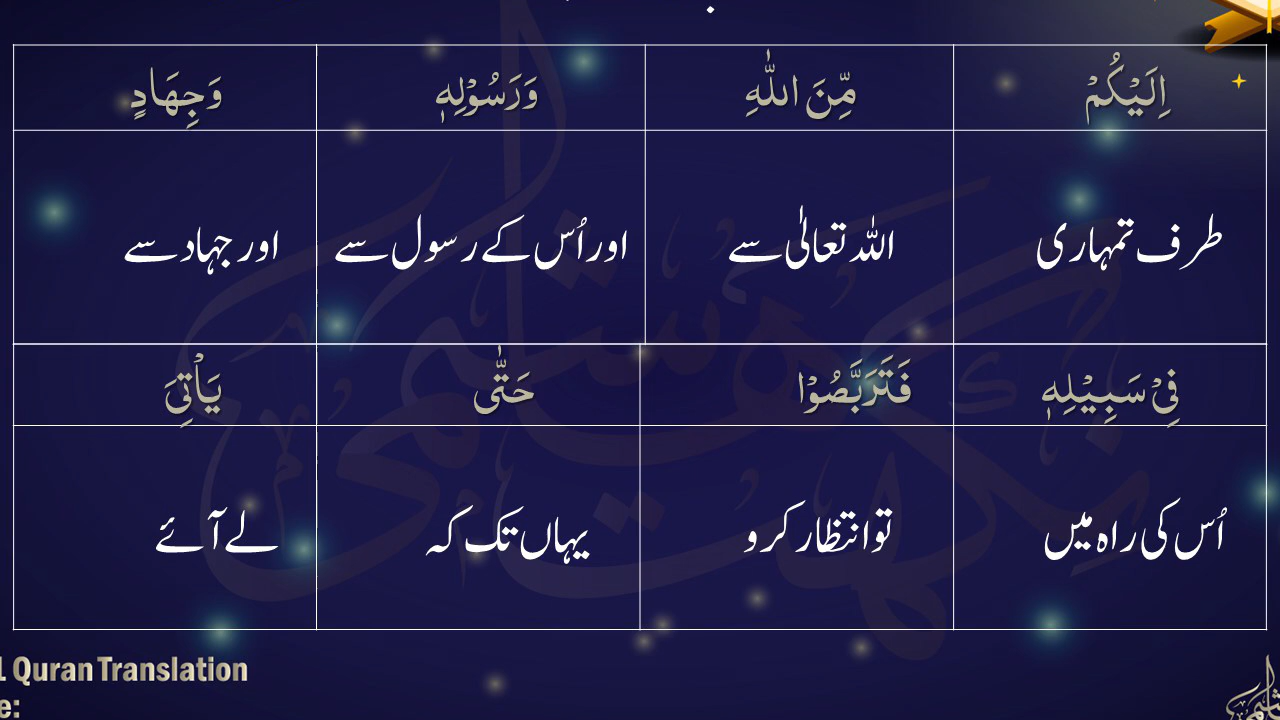 اِلَیْكُمْ مِّنَ اللّٰهِ وَرَسُوْلِهٖ وَجِهَادٍ
طرف تمہاری اللہ تعالیٰ سے اور اُس کے رسول سے اور جہاد سے
فِیْ سَبِیْلِهٖ فَتَرَبَّصُوْا حَتّٰی یَاْتِیَ
اُس کی راہ میں تو انتظار کرو یہاں تک کہ لے آئے
1 Quran Translation
e: